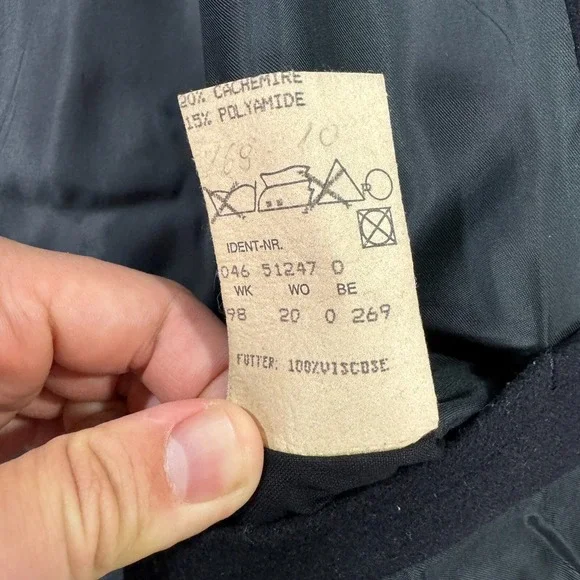 20% CACHEMIRE
15% POLYAMIDE
169 10
IDENT-NR.
046 51247 0
WK WO BE
98 20 0 269
FUTTER: 100%VISCOSE